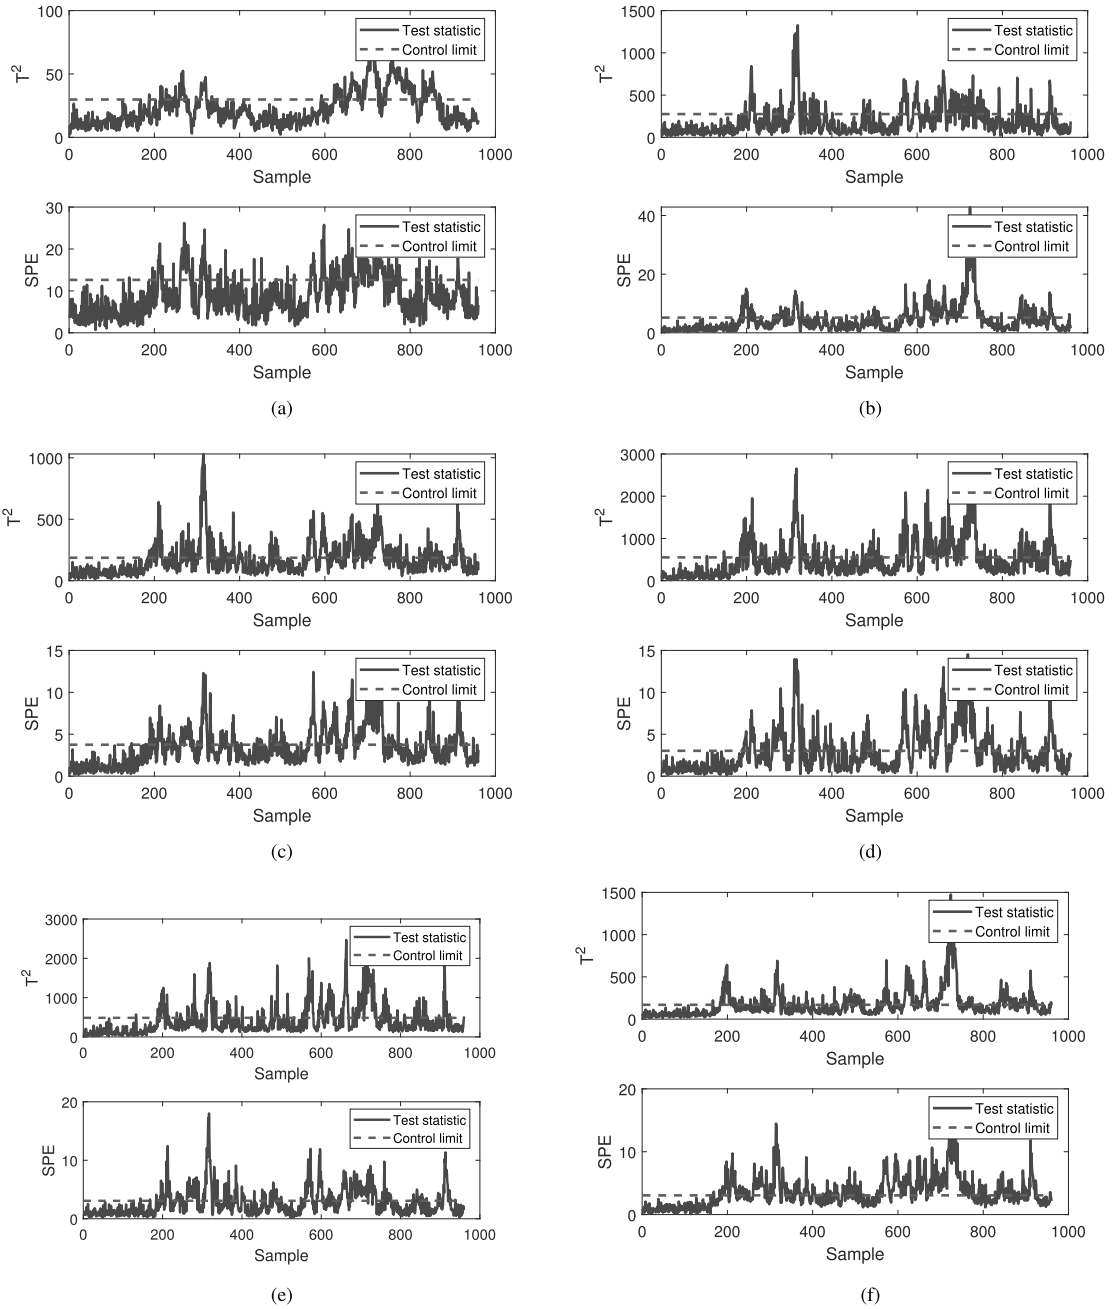 100
50
0
T²
Test statistic
Control limit
0 200 400 600 800 1000
Sample
30
20
10
0
SPE
Test statistic
Control limit
0 200 400 600 800 1000
Sample
(a)
1500
1000
500
0
T²
Test statistic
Control limit
0 200 400 600 800 1000
Sample
40
20
0
SPE
Test statistic
Control limit
0 200 400 600 800 1000
Sample
(b)
1000
500
0
T²
Test statistic
Control limit
0 200 400 600 800 1000
Sample
15
10
5
0
SPE
Test statistic
Control limit
0 200 400 600 800 1000
Sample
(c)
3000
2000
1000
0
T²
Test statistic
Control limit
0 200 400 600 800 1000
Sample
15
10
5
0
SPE
Test statistic
Control limit
0 200 400 600 800 1000
Sample
(d)
3000
2000
1000
0
T²
Test statistic
Control limit
0 200 400 600 800 1000
Sample
20
10
0
SPE
Test statistic
Control limit
0 200 400 600 800 1000
Sample
(e)
1500
1000
500
0
T²
Test statistic
Control limit
0 200 400 600 800 1000
Sample
20
10
0
SPE
Test statistic
Control limit
0 200 400 600 800 1000
Sample
(f)